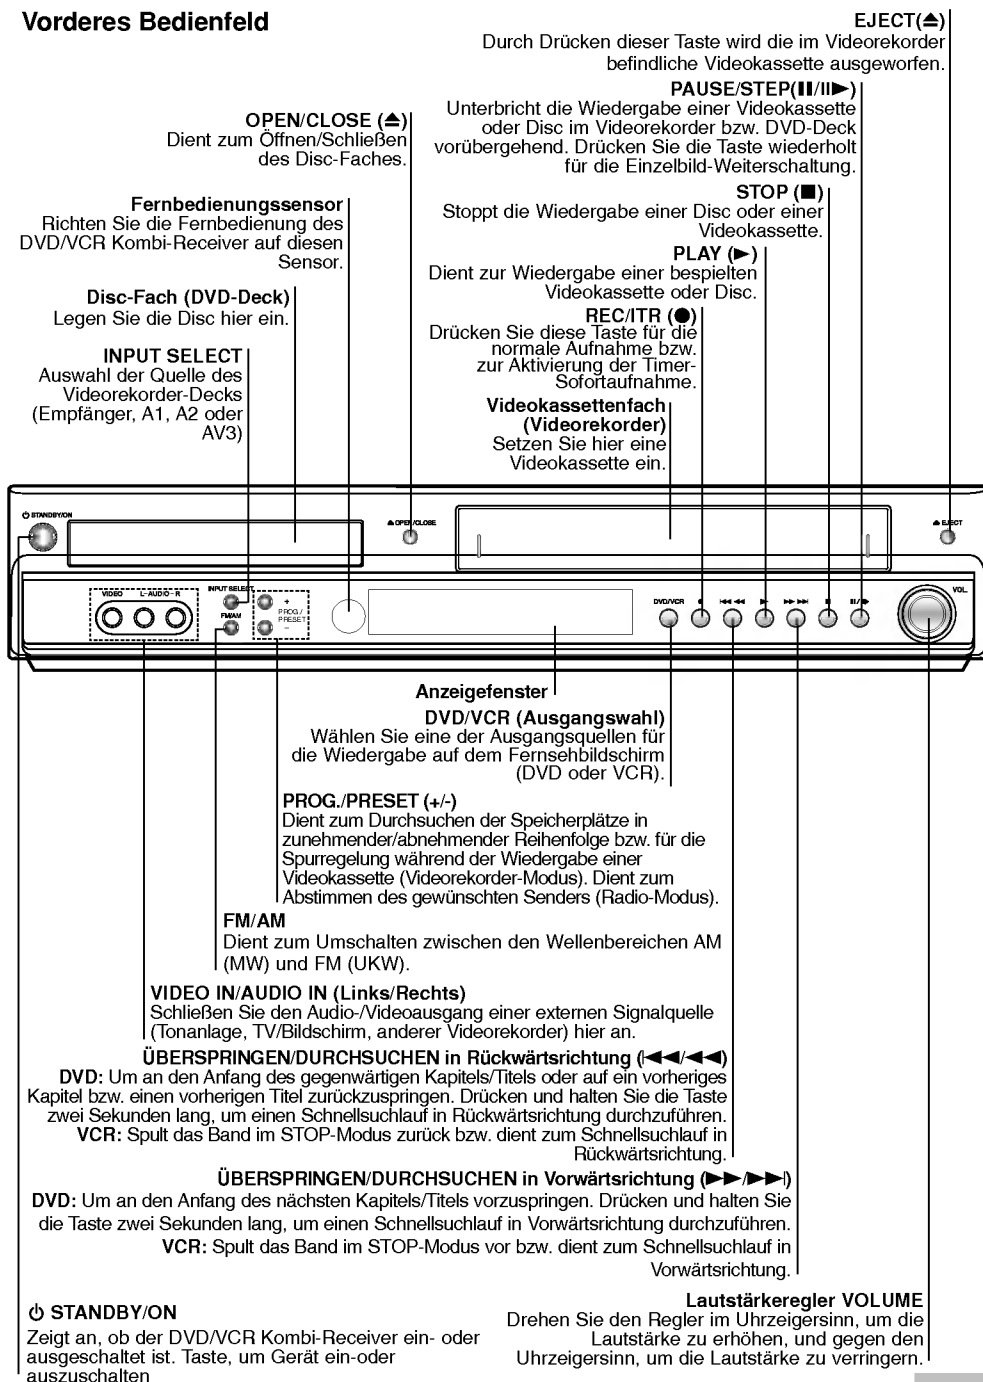 Vorderes Bedienfeld
EJECT(⏏)
Durch Drücken dieser Taste wird die im Videorekorder
befindliche Videokassette ausgeworfen.
PAUSE/STEP(II/II►)
Unterbricht die Wiedergabe einer Videokassette
oder Disc im Videorekorder bzw. DVD-Deck
vorübergehend. Drücken Sie die Taste wiederholt
für die Einzelbild-Weiterschaltung.
OPEN/CLOSE (⏏)
Dient zum Öffnen/Schließen
des Disc-Faches.
STOP (■)
Stoppt die Wiedergabe einer Disc oder einer
Videokassette.
Fernbedienungssensor
Richten Sie die Fernbedienung des
DVD/VCR Kombi-Receiver auf diesen
Sensor.
PLAY (►)
Dient zur Wiedergabe einer bespielten
Videokassette oder Disc.
Disc-Fach (DVD-Deck)
Legen Sie die Disc hier ein.
REC/ITR (●)
Drücken Sie diese Taste für die
normale Aufnahme bzw.
zur Aktivierung der Timer-
Sofortaufnahme.
INPUT SELECT
Auswahl der Quelle des
Videorekorder-Decks
(Empfänger, A1, A2 oder
AV3)
Videokassettenfach
(Videorekorder)
Setzen Sie hier eine
Videokassette ein.
⏻ STANDBY/ON
⏏ OPEN/CLOSE
⏏ EJECT
VIDEO L-AUDIO-R
INPUT SELECT
FM/AM
+
PROG./
PRESET
−
DVD/VCR ● I◄◄ ◄◄ ► ►► ►►I ■ II/II►
VOL.
Anzeigefenster
DVD/VCR (Ausgangswahl)
Wählen Sie eine der Ausgangsquellen für
die Wiedergabe auf dem Fernsehbildschirm
(DVD oder VCR).
PROG./PRESET (+/-)
Dient zum Durchsuchen der Speicherplätze in
zunehmender/abnehmender Reihenfolge bzw. für die
Spurregelung während der Wiedergabe einer
Videokassette (Videorekorder-Modus). Dient zum
Abstimmen des gewünschten Senders (Radio-Modus).
FM/AM
Dient zum Umschalten zwischen den Wellenbereichen AM
(MW) und FM (UKW).
VIDEO IN/AUDIO IN (Links/Rechts)
Schließen Sie den Audio-/Videoausgang einer externen Signalquelle
(Tonanlage, TV/Bildschirm, anderer Videorekorder) hier an.
ÜBERSPRINGEN/DURCHSUCHEN in Rückwärtsrichtung (I◄◄/◄◄)
DVD: Um an den Anfang des gegenwärtigen Kapitels/Titels oder auf ein vorheriges
Kapitel bzw. einen vorherigen Titel zurückzuspringen. Drücken und halten Sie die Taste
zwei Sekunden lang, um einen Schnellsuchlauf in Rückwärtsrichtung durchzuführen.
VCR: Spult das Band im STOP-Modus zurück bzw. dient zum Schnellsuchlauf in
Rückwärtsrichtung.
ÜBERSPRINGEN/DURCHSUCHEN in Vorwärtsrichtung (►►/►►I)
DVD: Um an den Anfang des nächsten Kapitels/Titels vorzuspringen. Drücken und halten Sie
die Taste zwei Sekunden lang, um einen Schnellsuchlauf in Vorwärtsrichtung durchzuführen.
VCR: Spult das Band im STOP-Modus vor bzw. dient zum Schnellsuchlauf in
Vorwärtsrichtung.
⏻ STANDBY/ON
Zeigt an, ob der DVD/VCR Kombi-Receiver ein- oder
ausgeschaltet ist. Taste, um Gerät ein-oder
auszuschalten
Lautstärkeregler VOLUME
Drehen Sie den Regler im Uhrzeigersinn, um die
Lautstärke zu erhöhen, und gegen den
Uhrzeigersinn, um die Lautstärke zu verringern.